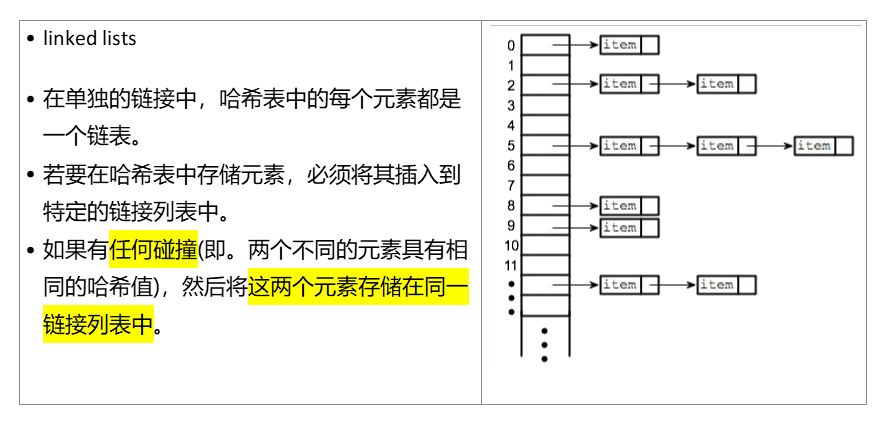 • linked lists
• 在单独的链接中，哈希表中的每个元素都是
一个链表。
• 若要在哈希表中存储元素，必须将其插入到
特定的链接列表中。
• 如果有任何碰撞(即。两个不同的元素具有相
同的哈希值)，然后将这两个元素存储在同一
链接列表中。
0 item
1
2 item item
3
4
5 item item item
6
7
8 item
9 item
10
11
item item